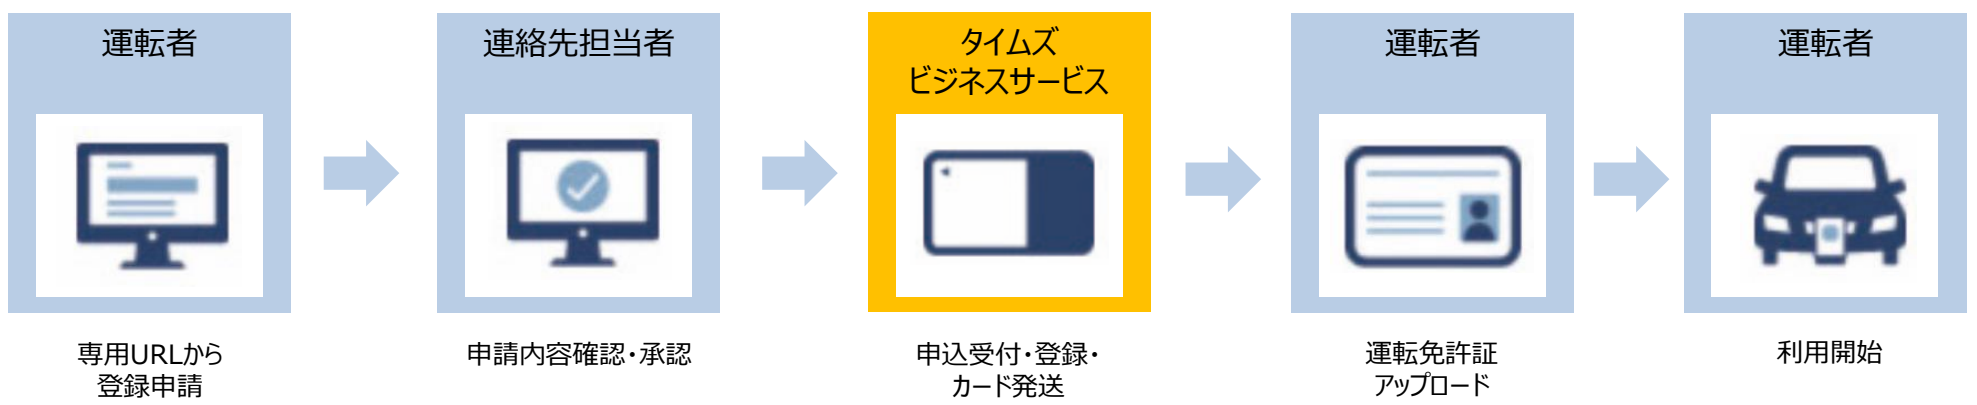 運転者
専用URLから
登録申請
連絡先担当者
申請内容確認・承認
タイムズ
ビジネスサービス
申込受付・登録・
カード発送
運転者
運転免許証
アップロード
運転者
利用開始